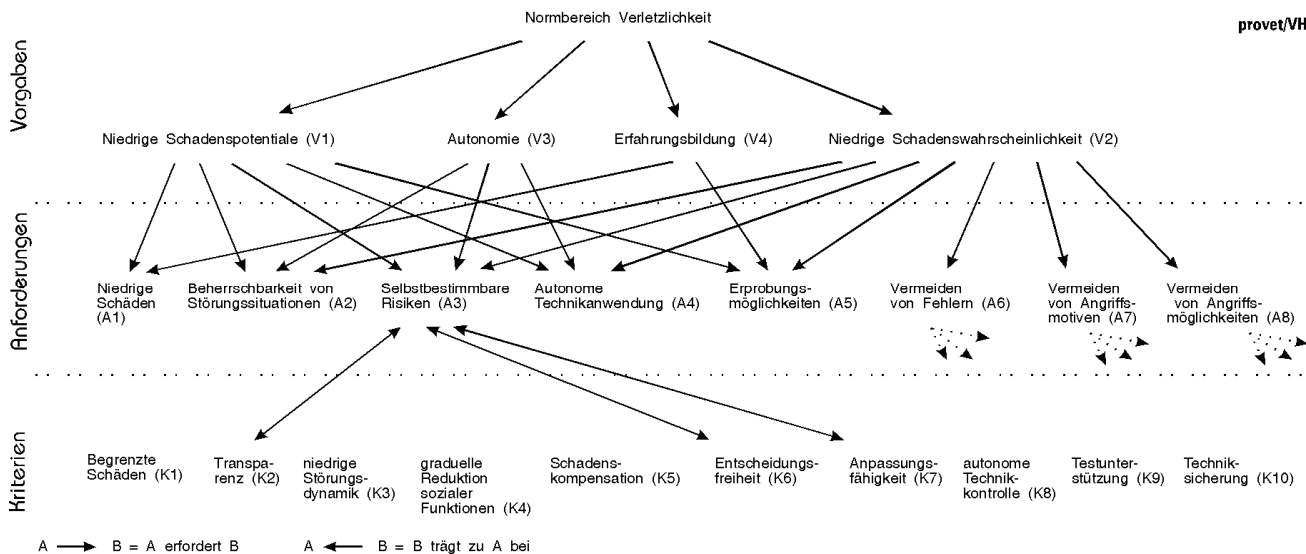 Normbereich Verletzlichkeit
provet/VH
Vorgaben
Niedrige Schadenspotentiale (V1)
Autonomie (V3)
Erfahrungsbildung (V4)
Niedrige Schadenswahrscheinlichkeit (V2)
Anforderungen
Niedrige
Schäden
(A1)
Beherrschbarkeit von
Störungssituationen (A2)
Selbstbestimmbare
Risiken (A3)
Autonome
Technikanwendung (A4)
Erprobungs-
möglichkeiten (A5)
Vermeiden
von Fehlern (A6)
Vermeiden
von Angriffs-
motiven (A7)
Vermeiden
von Angriffs-
möglichkeiten (A8)
Kriterien
Begrenzte
Schäden (K1)
Transpa-
renz (K2)
niedrige
Störungs-
dynamik (K3)
graduelle
Reduktion
sozialer
Funktionen (K4)
Schadens-
kompensation (K5)
Entscheidungs-
freiheit (K6)
Anpassungs-
fähigkeit (K7)
autonome
Technik-
kontrolle (K8)
Testunter-
stützung (K9)
Technik-
sicherung (K10)
A B = A erfordert B
A B = B trägt zu A bei